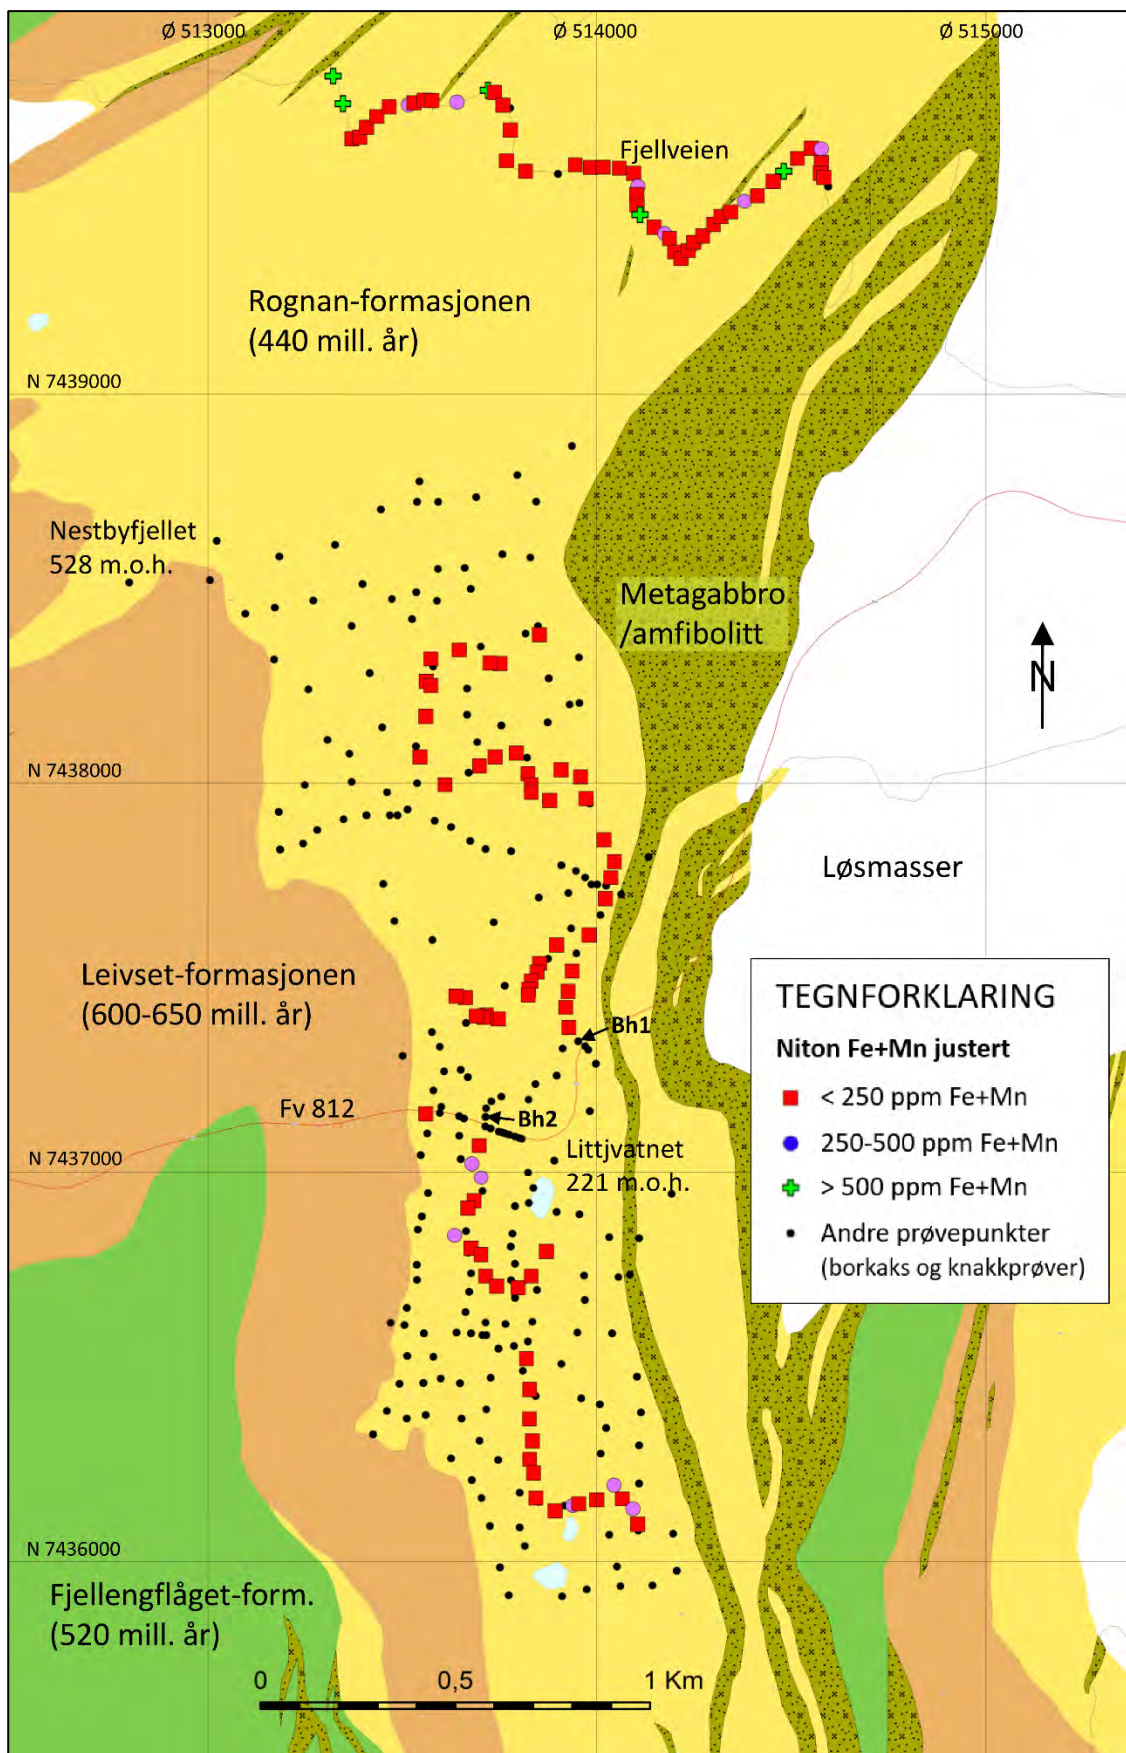 Ø 513000
Ø 514000
Ø 515000
Fjellveien
Rognan-formasjonen
(440 mill. år)
N 7439000
Nestbyfjellet
528 m.o.h.
Metagabbro
/amfibolitt
N
N 7438000
Løsmasser
Leivset-formasjonen
(600-650 mill. år)
Bh1
Fv 812
Bh2
N 7437000
Littjvatnet
221 m.o.h.
TEGNFORKLARING
Niton Fe+Mn justert
< 250 ppm Fe+Mn
250-500 ppm Fe+Mn
> 500 ppm Fe+Mn
Andre prøvepunkter
(borkaks og knakkprøver)
N 7436000
Fjellengflåget-form.
(520 mill. år)
0 0,5 1 Km